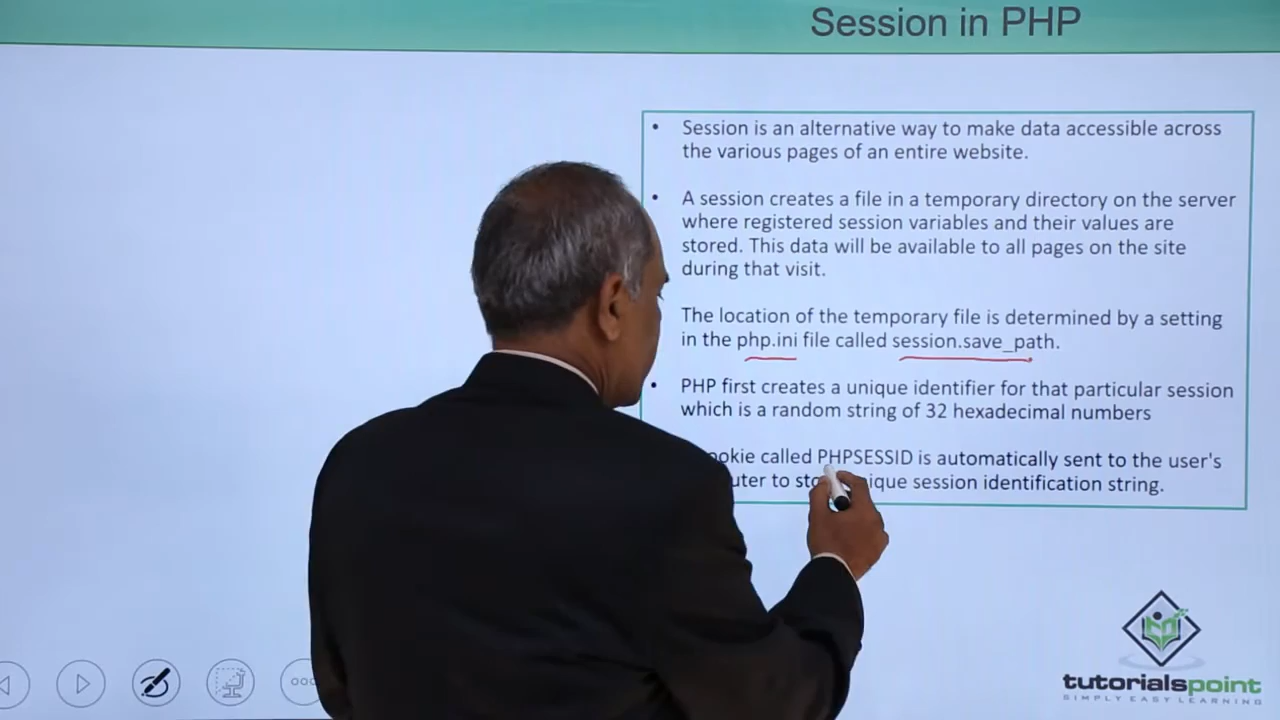 Session in PHP
• Session is an alternative way to make data accessible across
the various pages of an entire website.
• A session creates a file in a temporary directory on the server
where registered session variables and their values are
stored. This data will be available to all pages on the site
during that visit.
The location of the temporary file is determined by a setting
in the php.ini file called session.save_path.
• PHP first creates a unique identifier for that particular session
which is a random string of 32 hexadecimal numbers
called PHPSESSID is automatically sent to the user's
to session identification string.
tutorialspoint
SIMPLY EASY LEARNING